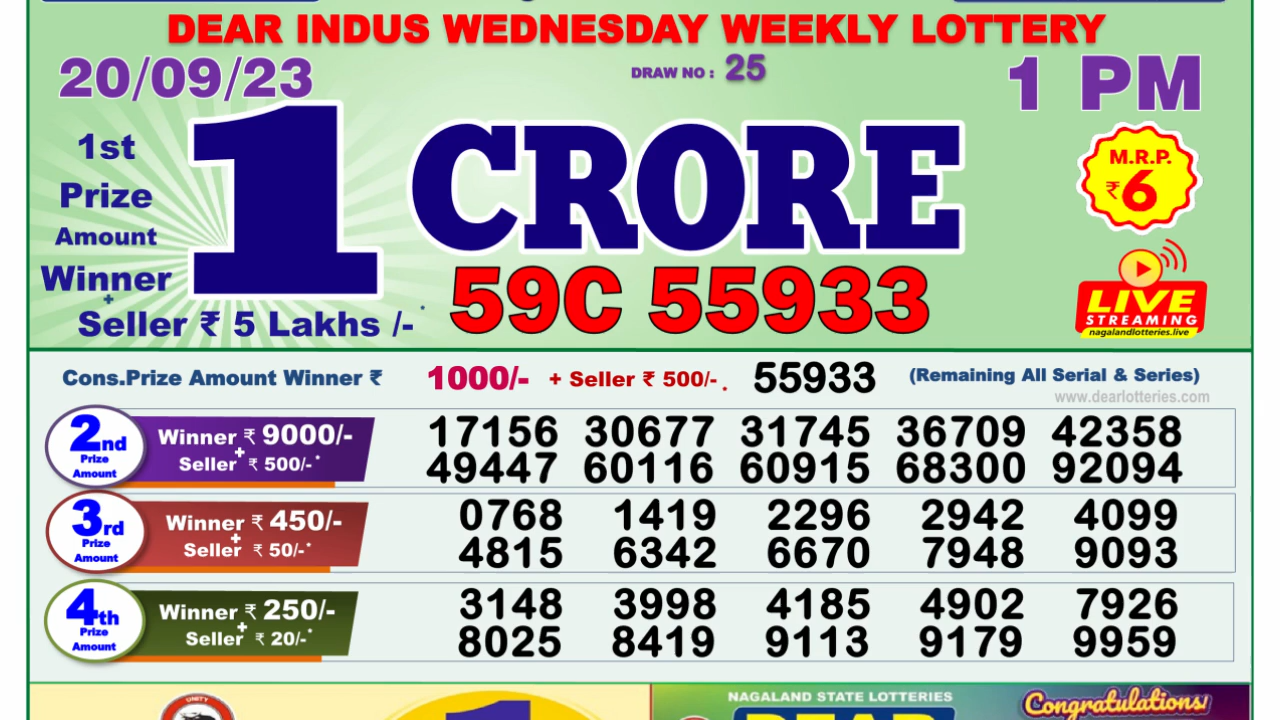 DEAR INDUS WEDNESDAY WEEKLY LOTTERY
20/09/23
DRAW NO : 25
1 PM
1st
Prize
Amount
Winner
+
Seller ₹ 5 Lakhs /- *
1 CRORE
59C 55933
M.R.P.
₹6
LIVE
STREAMING
nagalandlotteries.live
Cons.Prize Amount Winner ₹ 1000/- + Seller ₹ 500/- . 55933 (Remaining All Serial & Series)
www.dearlotteries.com
2nd
Prize
Amount
Winner ₹ 9000/-
+
Seller ₹ 500/-*
17156 30677 31745 36709 42358
49447 60116 60915 68300 92094
3rd
Prize
Amount
Winner ₹ 450/-
+
Seller ₹ 50/-*
0768 1419 2296 2942 4099
4815 6342 6670 7948 9093
4th
Prize
Amount
Winner ₹ 250/-
+
Seller ₹ 20/-*
3148 3998 4185 4902 7926
8025 8419 9113 9179 9959
UNITY
1
NAGALAND STATE LOTTERIES
DEAR
Congratulations!